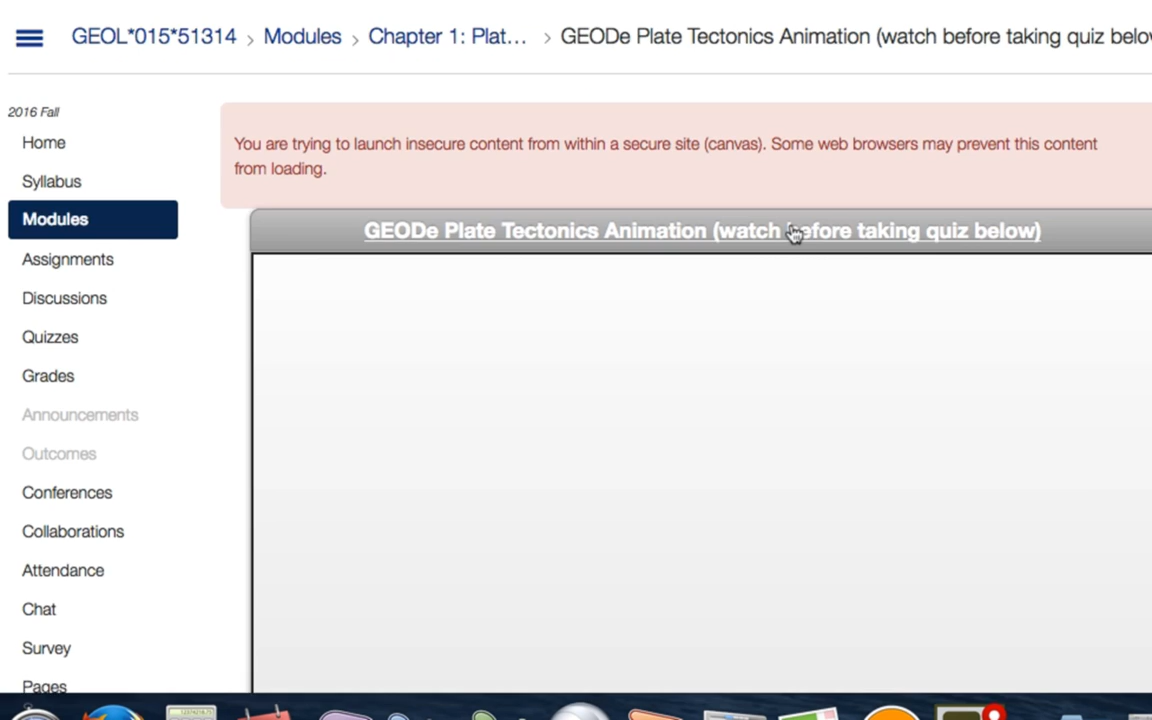 GEOL*015*51314 › Modules › Chapter 1: Plat... › GEODe Plate Tectonics Animation (watch before taking quiz belo
2016 Fall
Home
Syllabus
Modules
Assignments
Discussions
Quizzes
Grades
Announcements
Outcomes
Conferences
Collaborations
Attendance
Chat
Survey
Pages
You are trying to launch insecure content from within a secure site (canvas). Some web browsers may prevent this content
from loading.
GEODe Plate Tectonics Animation (watch before taking quiz below)